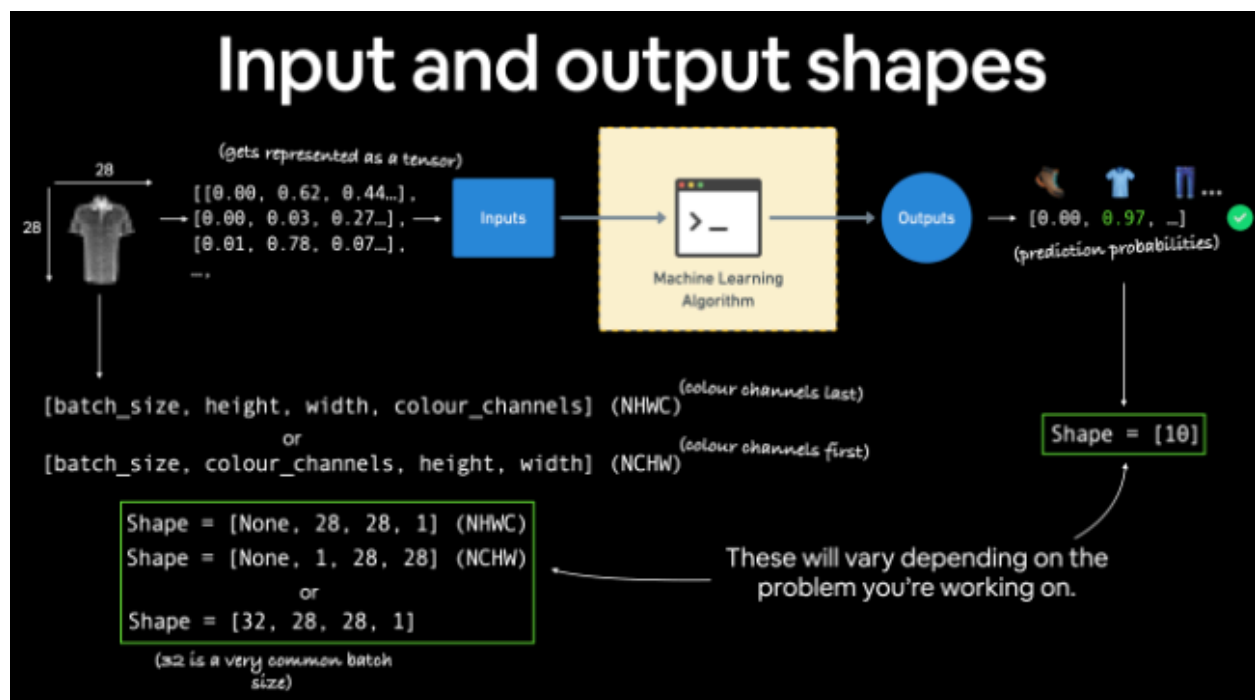 Input and output shapes
(gets represented as a tensor)
28
28
[[0.00, 0.62, 0.44…],
[0.00, 0.03, 0.27…],
[0.01, 0.78, 0.07…],
…,
Inputs
Machine Learning
Algorithm
Outputs
…
[0.00, 0.97, …]
(prediction probabilities)
[batch_size, height, width, colour_channels] (NHWC) (colour channels last)
or
[batch_size, colour_channels, height, width] (NCHW) (colour channels first)
Shape = [10]
Shape = [None, 28, 28, 1] (NHWC)
Shape = [None, 1, 28, 28] (NCHW)
or
Shape = [32, 28, 28, 1]
(32 is a very common batch
size)
These will vary depending on the
problem you're working on.